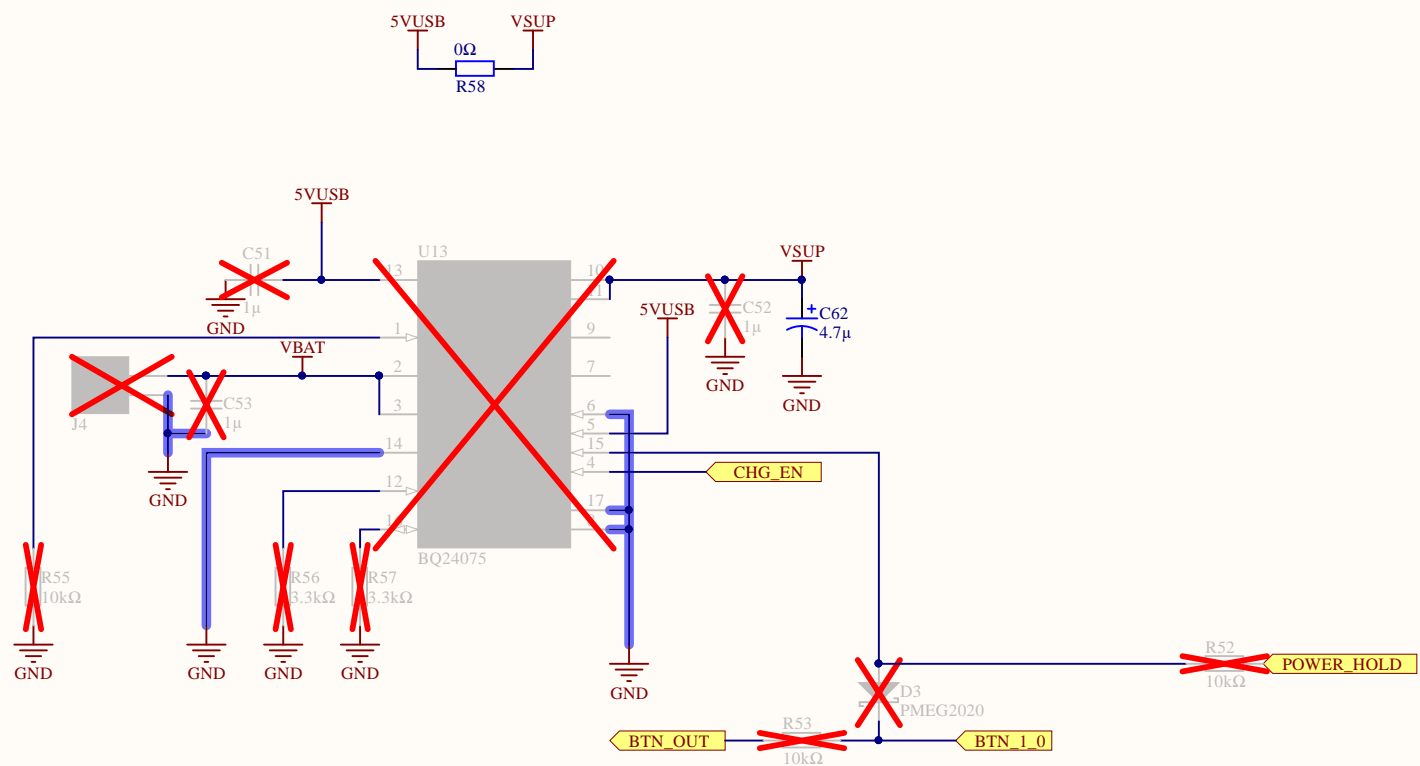 5VUSB VSUP
0Ω
R58
5VUSB
C51
1µ
GND
U13
13
1
2
3
14
12
10
11
9
7
6
5
15
4
17
BQ24075
VSUP
C52
1µ
GND
C62
4.7µ
GND
5VUSB
VBAT
J4
C53
1µ
GND
CHG_EN
R55
10kΩ
GND
GND
R56
3.3kΩ
GND
R57
3.3kΩ
GND
GND
R52
10kΩ
POWER_HOLD
D3
PMEG2020
BTN_OUT
R53
10kΩ
BTN_1_0